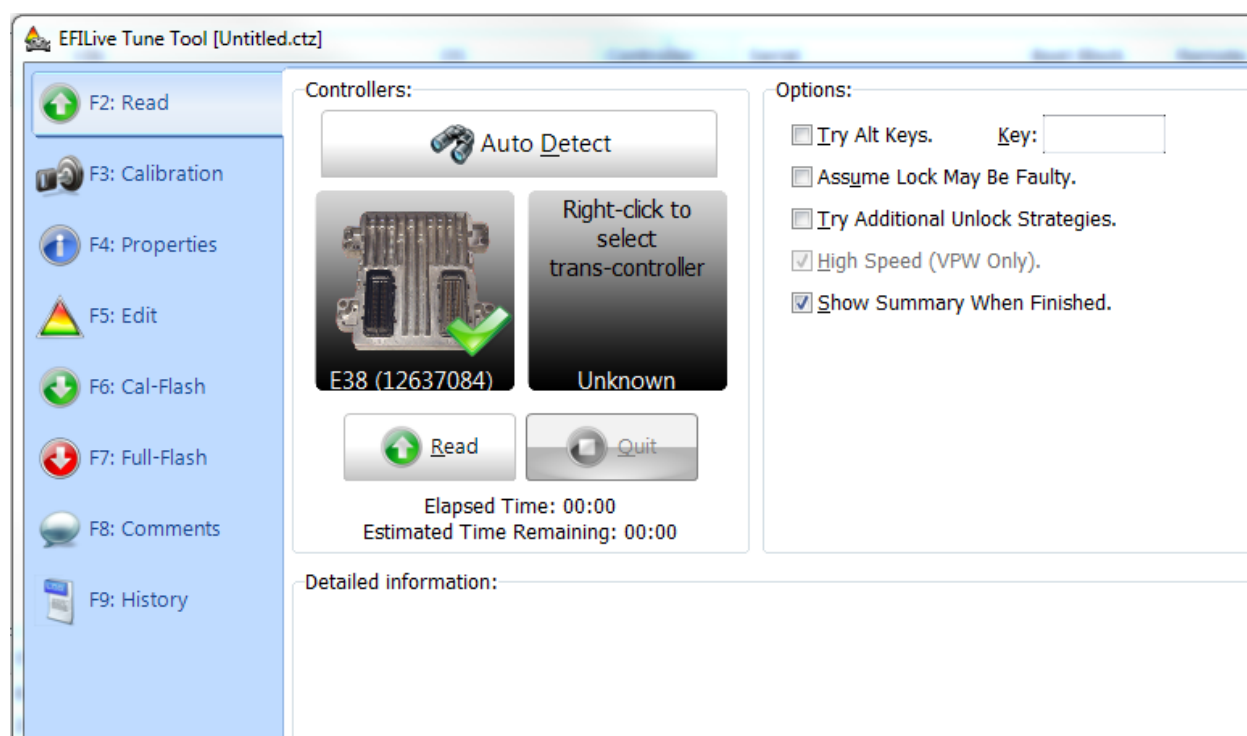 EFILive Tune Tool [Untitled.ctz]
F2: Read
F3: Calibration
F4: Properties
F5: Edit
F6: Cal-Flash
F7: Full-Flash
F8: Comments
F9: History
Controllers:
Auto Detect
E38 (12637084)
Right-click to
select
trans-controller
Unknown
Read
Quit
Elapsed Time: 00:00
Estimated Time Remaining: 00:00
Options:
Try Alt Keys. Key:
Assume Lock May Be Faulty.
Try Additional Unlock Strategies.
High Speed (VPW Only).
Show Summary When Finished.
Detailed information: